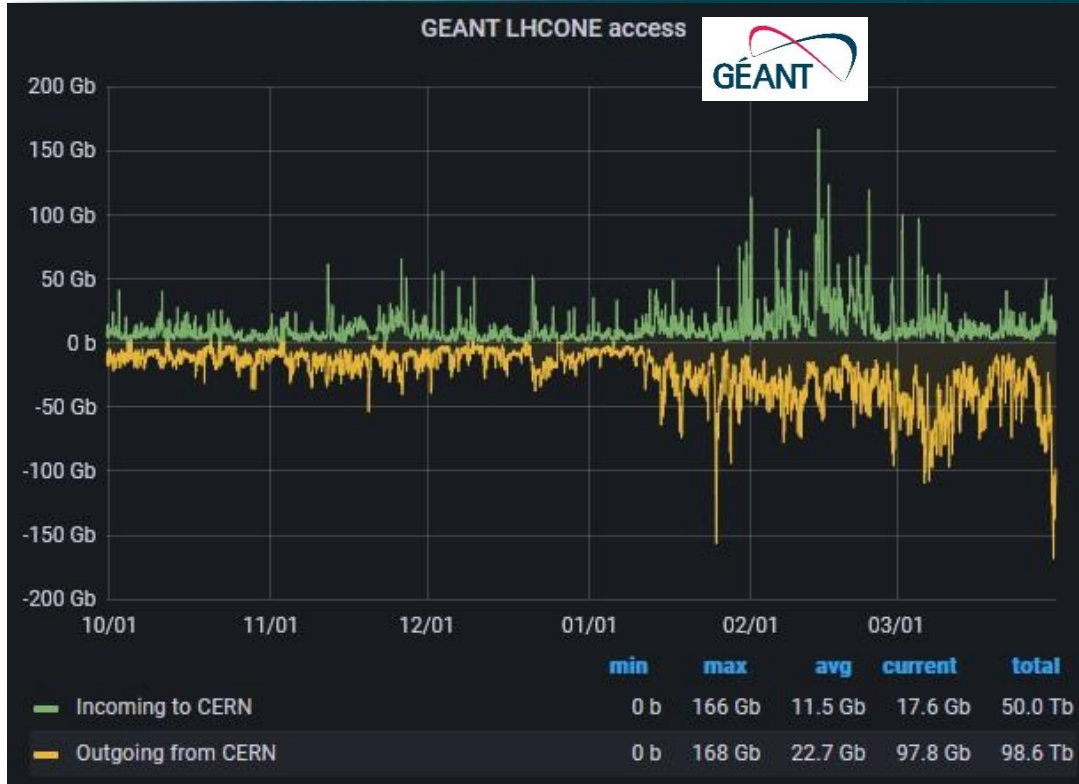 GEANT LHCONE access
GÉANT
200 Gb
150 Gb
100 Gb
50 Gb
0 b
-50 Gb
-100 Gb
-150 Gb
-200 Gb
10/01 11/01 12/01 01/01 02/01 03/01
min max avg current total
Incoming to CERN 0 b 166 Gb 11.5 Gb 17.6 Gb 50.0 Tb
Outgoing from CERN 0 b 168 Gb 22.7 Gb 97.8 Gb 98.6 Tb